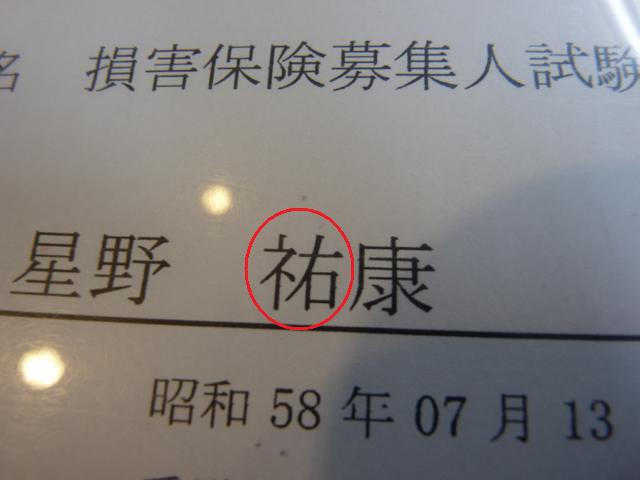 名　損害保険募集人試験
星野　祐康
昭和 58 年 07 月 13